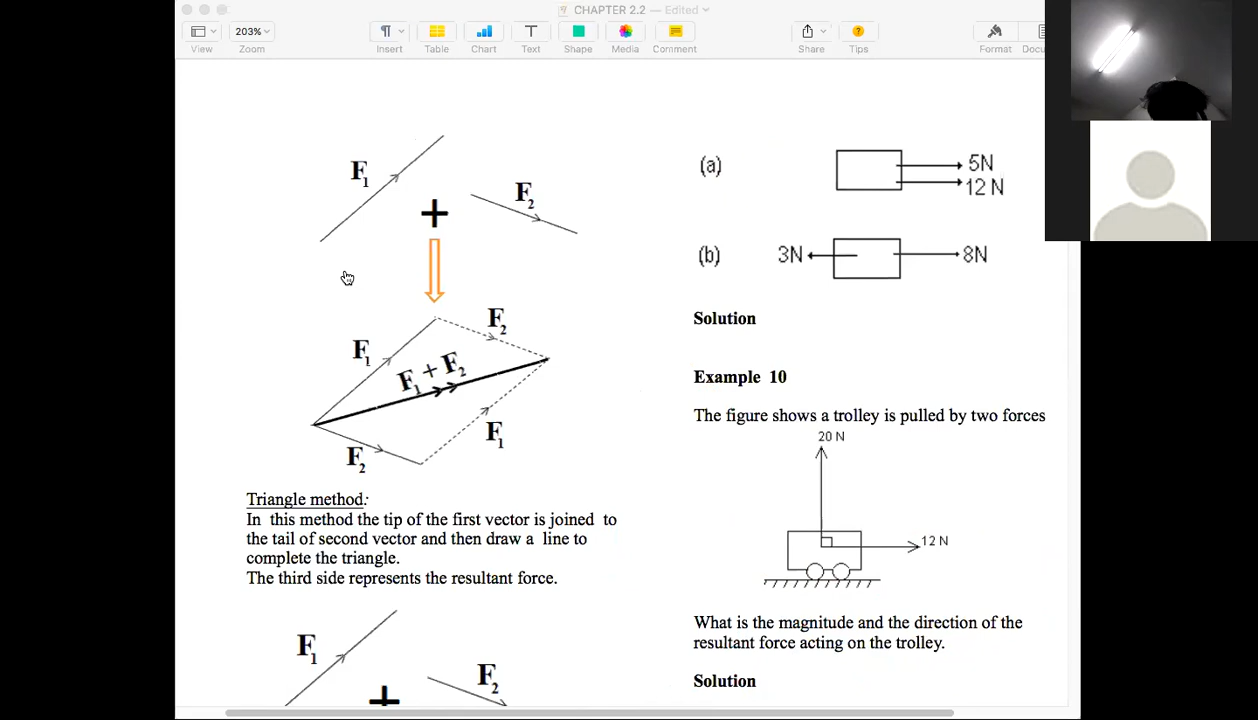 CHAPTER 2.2 — Edited
203%
View
Zoom
Insert
Table
Chart
Text
Shape
Media
Comment
Share
Tips
Format
F1
+
F2
F1
F2
F1 + F2
F2
F1
Triangle method:
In this method the tip of the first vector is joined to
the tail of second vector and then draw a line to
complete the triangle.
The third side represents the resultant force.
F1
+
F2
(a)
5N
12 N
(b)
3N
8N
Solution
Example 10
The figure shows a trolley is pulled by two forces
20 N
12 N
What is the magnitude and the direction of the
resultant force acting on the trolley.
Solution